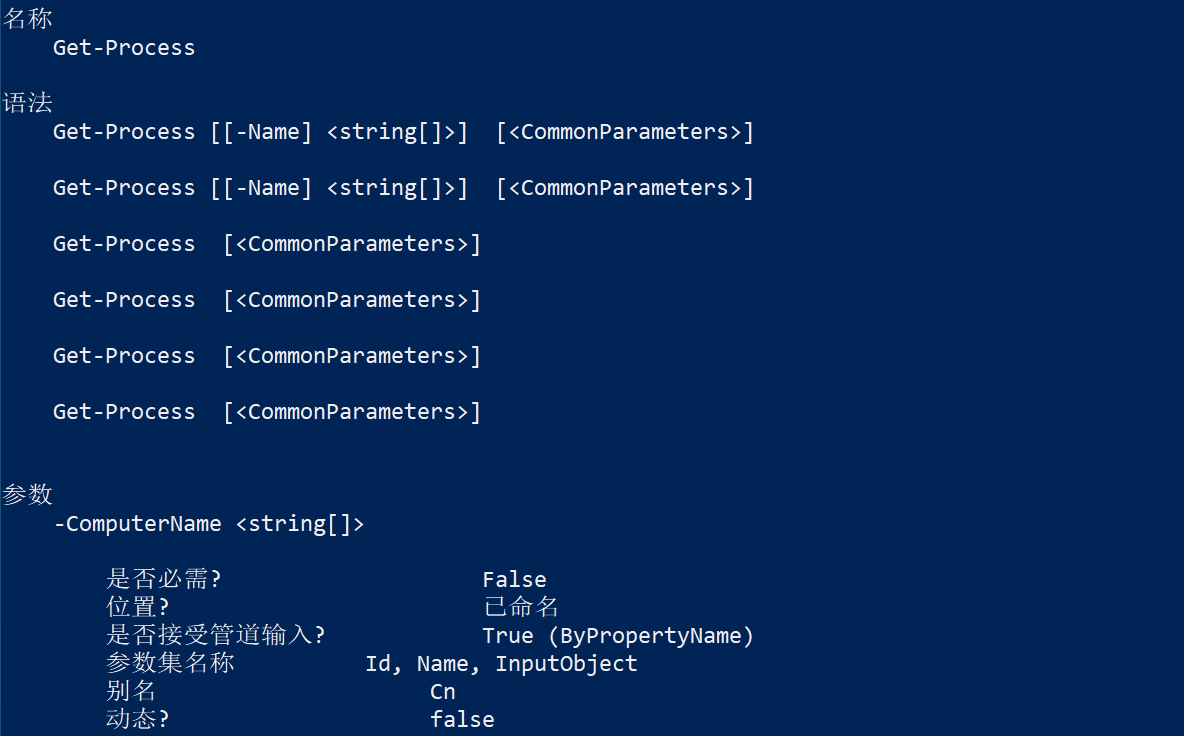 名称
Get-Process
语法
Get-Process [[-Name] <string[]>]  [<CommonParameters>]
Get-Process [[-Name] <string[]>]  [<CommonParameters>]
Get-Process  [<CommonParameters>]
Get-Process  [<CommonParameters>]
Get-Process  [<CommonParameters>]
Get-Process  [<CommonParameters>]
参数
-ComputerName <string[]>
是否必需? False
位置? 已命名
是否接受管道输入? True (ByPropertyName)
参数集名称 Id, Name, InputObject
别名 Cn
动态? false